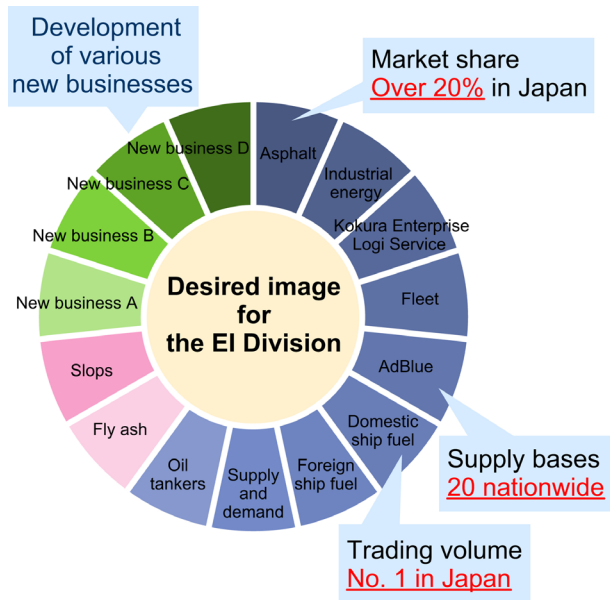 Development
of various
new businesses
Market share
Over 20% in Japan
New business D
Asphalt
Industrial
energy
New business C
Kokura Enterprise
Logi Service
New business B
Fleet
New business A
Desired image
for
the EI Division
AdBlue
Slops
Domestic
ship fuel
Fly ash
Foreign
ship fuel
Oil
tankers
Supply
and
demand
Supply bases
20 nationwide
Trading volume
No. 1 in Japan